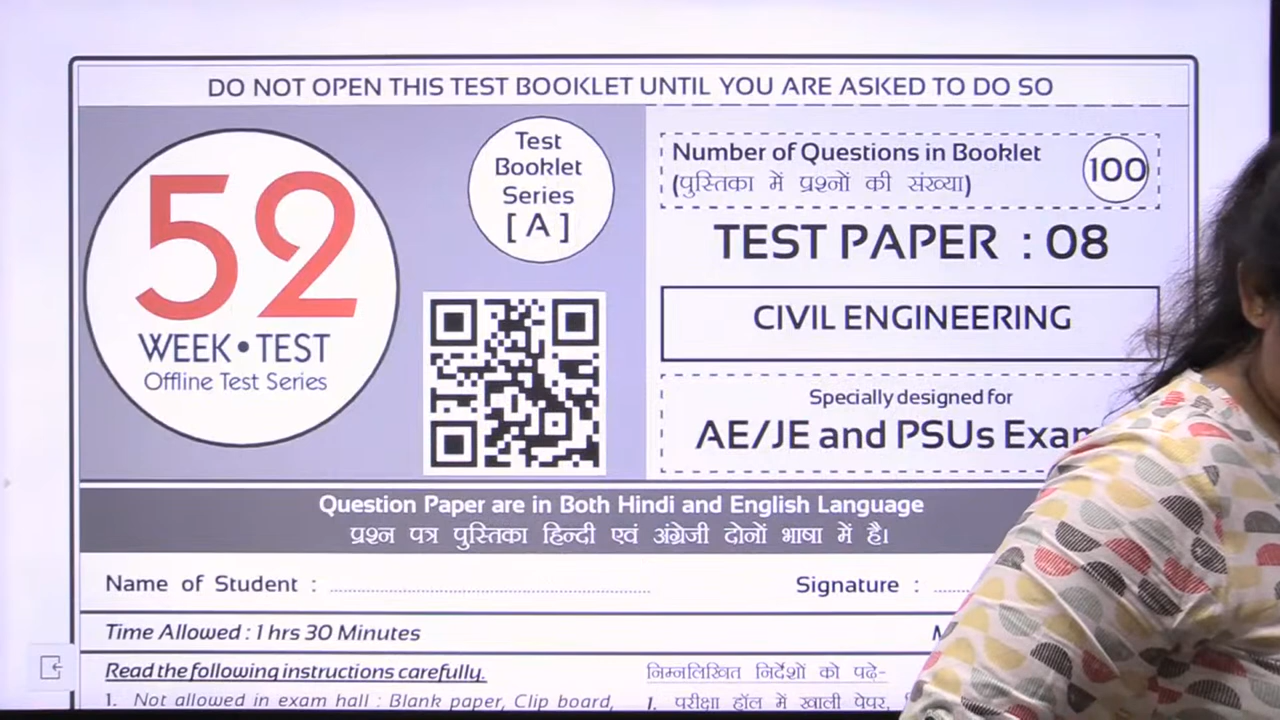 DO NOT OPEN THIS TEST BOOKLET UNTIL YOU ARE ASKED TO DO SO
52
WEEK • TEST
Offline Test Series
Test
Booklet
Series
[ A ]
Number of Questions in Booklet
(पुस्तिका में प्रश्नों की संख्या)
100
TEST PAPER : 08
CIVIL ENGINEERING
Specially designed for
AE/JE and PSUs Exam
Question Paper are in Both Hindi and English Language
प्रश्न पत्र पुस्तिका हिन्दी एवं अंग्रेजी दोनों भाषा में है।
Name of Student :
Signature :
Time Allowed : 1 hrs 30 Minutes
Read the following instructions carefully.
1. Not allowed in exam hall : Blank paper, Clip board,
निम्नलिखित निर्देशों को पढ़े-
1. परीक्षा हॉल में खाली पेपर,